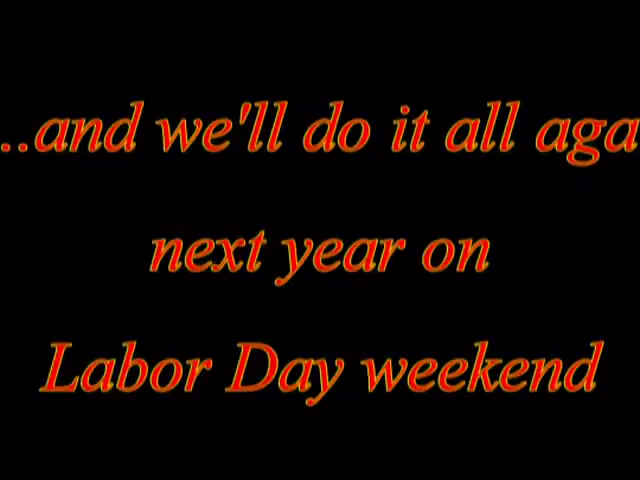 ..and we'll do it all aga
next year on
Labor Day weekend